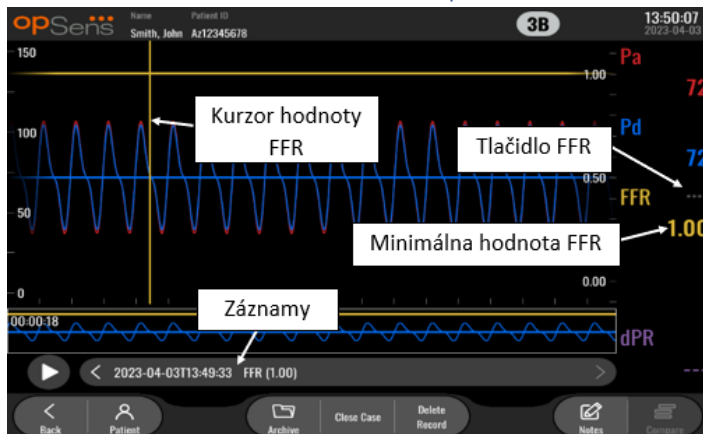 opSens
Name
Patient ID
Smith, John
Az12345678
3B
13:50:07
2023-04-03
150
1.00
Pa
72
Kurzor hodnoty
FFR
100
Tlačidlo FFR
Pd
72
0.50
FFR
---
50
Minimálna hodnota FFR
1.00
0.00
0
Záznamy
00:00:18
dPR
2023-04-03T13:49:33 FFR (1.00)
---
Back
Patient
Archive
Close Case
Delete
Record
Notes
Compare